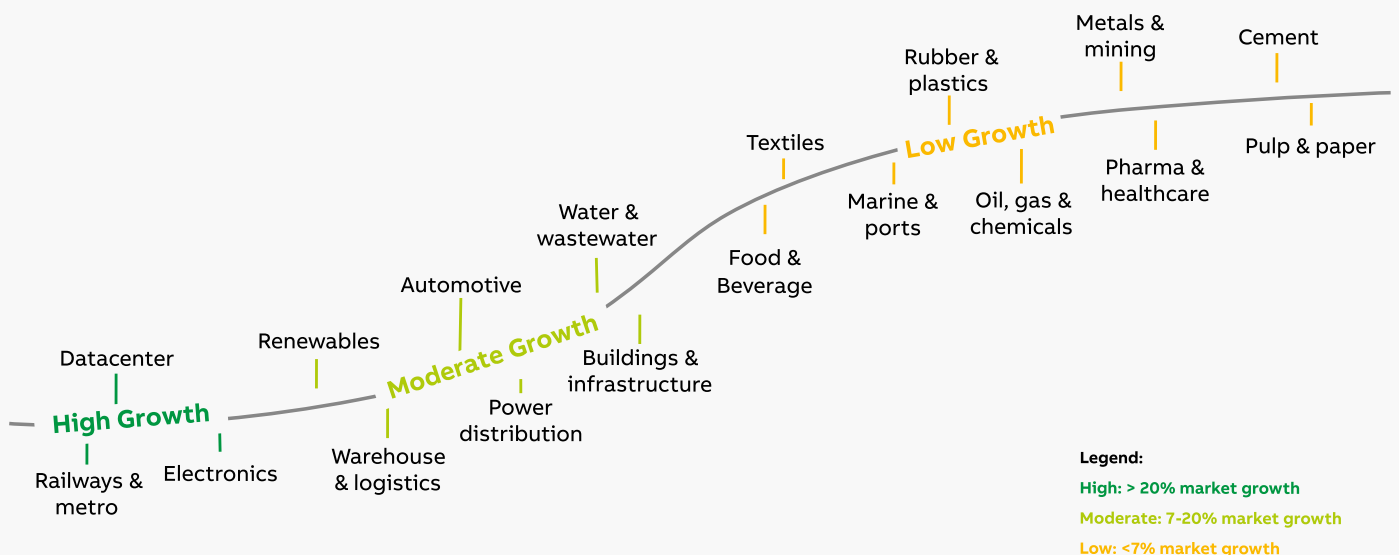 Metals &
mining
Cement
Rubber &
plastics
Low Growth
Textiles
Pulp & paper
Pharma &
healthcare
Marine &
ports
Oil, gas &
chemicals
Water &
wastewater
Food &
Beverage
Automotive
Moderate Growth
Renewables
Buildings &
infrastructure
Datacenter
High Growth
Power
distribution
Warehouse
& logistics
Electronics
Railways &
metro
Legend:
High: > 20% market growth
Moderate: 7-20% market growth
Low: <7% market growth